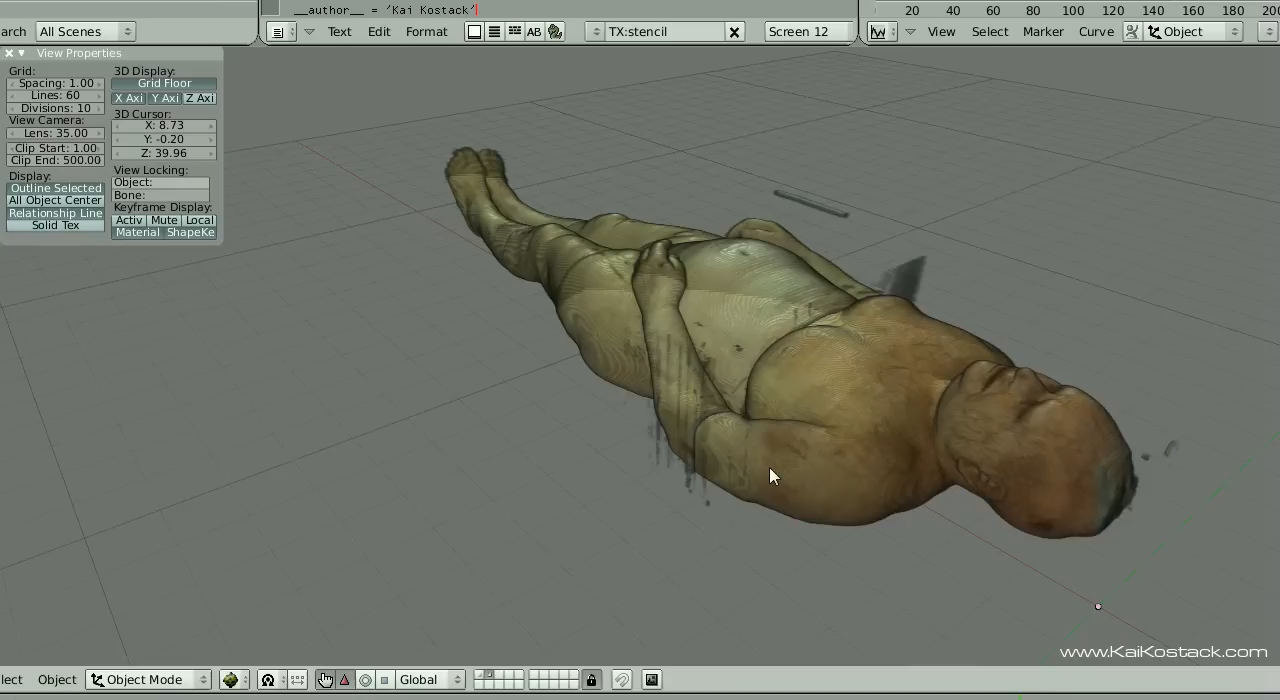 __author__ = 'Kai Kostack'
20 40 60 80 100 120 140 160 180 200
arch All Scenes Text Edit Format AB TX:stencil Screen 12 View Select Marker Curve Object
View Properties
Grid: 3D Display:
Spacing: 1.00 Grid Floor
Lines: 60 X Axi Y Axi Z Axi
Divisions: 10 3D Cursor:
View Camera: X: 8.73
Lens: 35.00 Y: -0.20
Clip Start: 1.00 Z: 39.96
Clip End: 500.00 View Locking:
Display: Object:
Outline Selected Bone:
All Object Center Keyframe Display:
Relationship Line Activ Mute Local
Solid Tex Material ShapeKe
www.KaiKostack.com
lect Object Object Mode Global